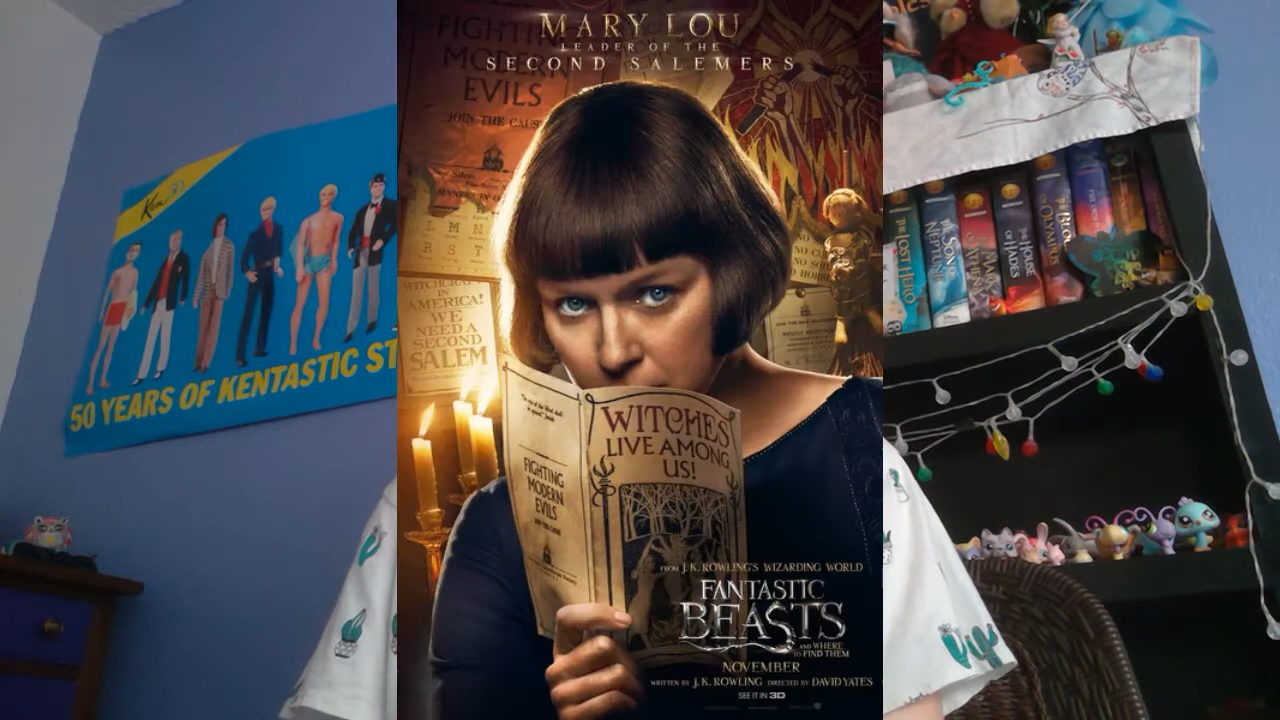 Ken 50
50 YEARS OF KENTASTIC ST
MARY LOU
LEADER OF THE
SECOND SALEMERS
FIGHTING
MODERN
EVILS
JOIN THE CAUSE
L M N
B S T
WITCHCRAFT
IN
AMERICA!
WE
NEED A
SECOND
SALEM
FIGHTING
MODERN
EVILS
WITCHES
LIVE AMONG
US!
FROM J.K. ROWLING'S WIZARDING WORLD
FANTASTIC
BEASTS
AND WHERE
TO FIND THEM
NOVEMBER
WRITTEN BY J.K. ROWLING DIRECTED BY DAVID YATES
SEE IT IN 3D
THE LOST HERO
THE SON OF NEPTUNE
THE MARK OF ATHENA
THE HOUSE OF HADES
THE BLOOD OF OLYMPUS